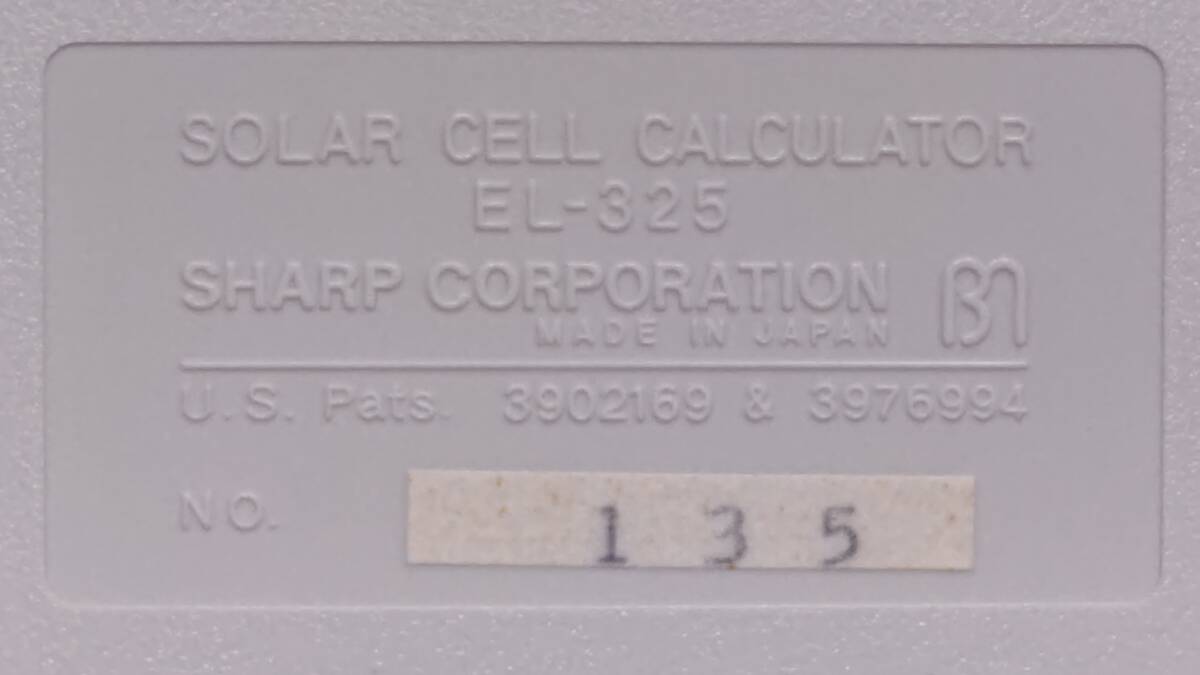 SOLAR CELL CALCULATOR
EL-325
SHARP CORPORATION
MADE IN JAPAN
U.S. Pats. 3902169 & 3976994
NO. 135